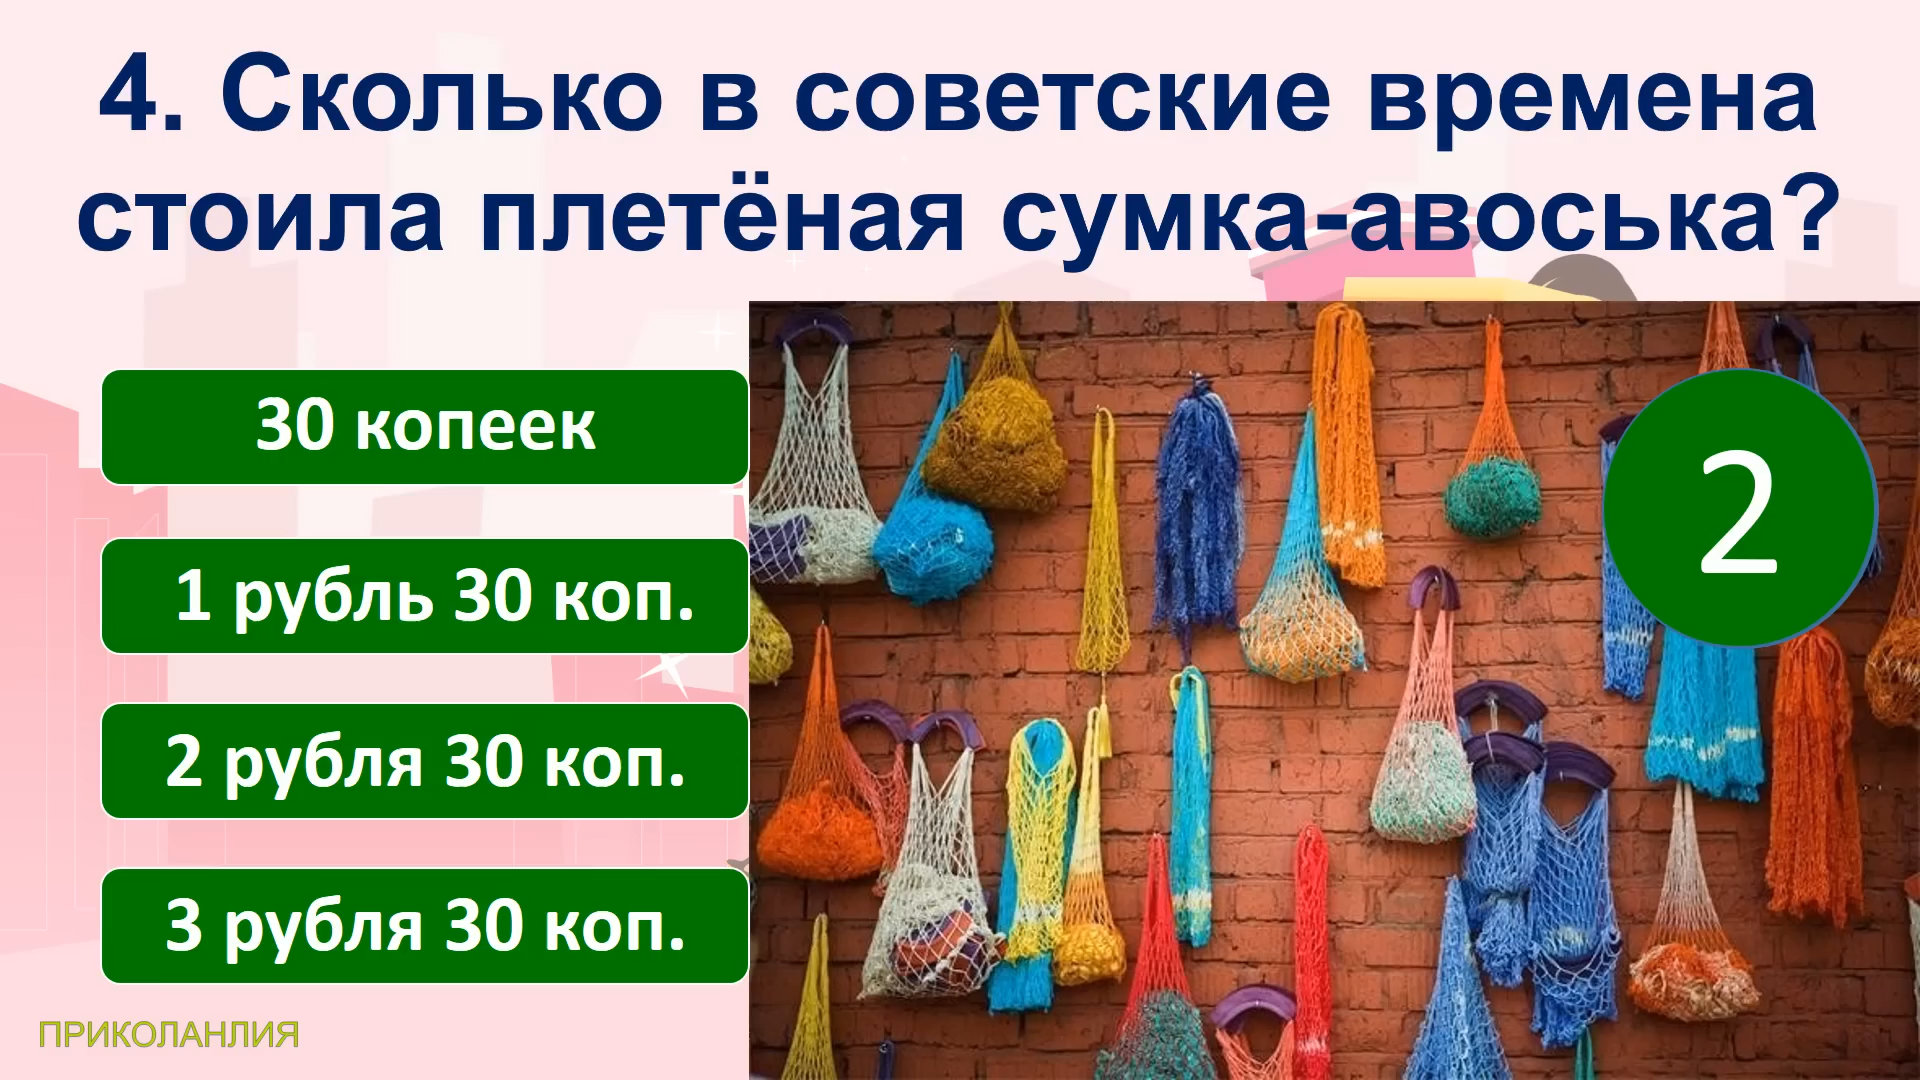 4. Сколько в советские времена
стоила плетёная сумка-авоська?
30 копеек
1 рубль 30 коп.
2 рубля 30 коп.
3 рубля 30 коп.
2
ПРИКОЛАНЛИЯ